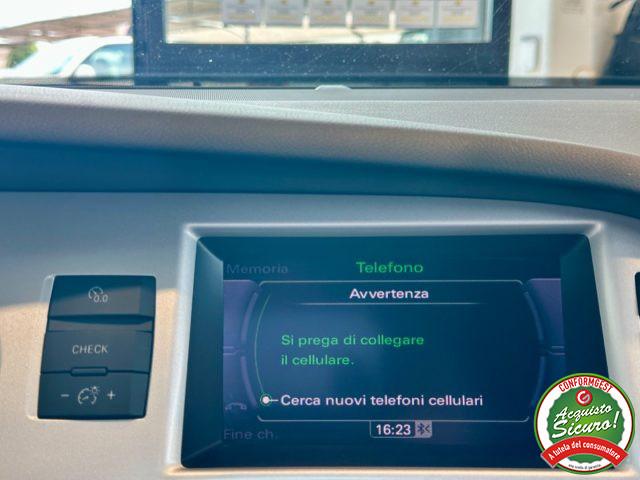 Memoria
Telefono
Avvertenza
Si prega di collegare
il cellulare.
Cerca nuovi telefoni cellulari
16:23
Fine ch.
0.0
CHECK
- +
CONFORMGEST
Acquisto
Sicuro!
A tutela del consumatore